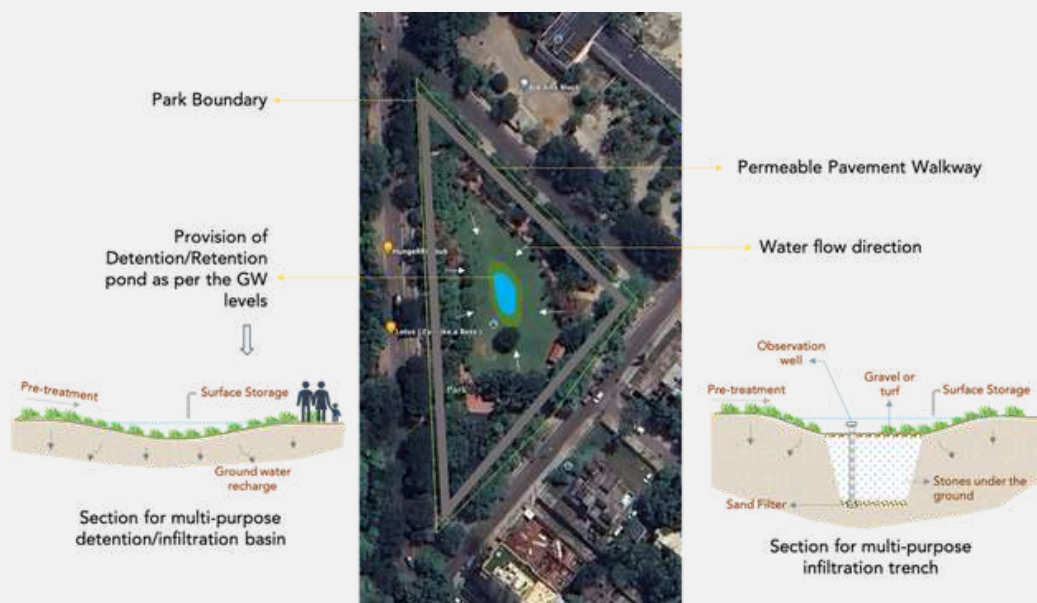 Park Boundary
Permeable Pavement Walkway
Provision of
Detention/Retention
pond as per the GW
levels
Water flow direction
Park
Pre-treatment
Surface Storage
Ground water
recharge
Section for multi-purpose
detention/infiltration basin
Observation
well
Pre-treatment
Gravel or
turf
Surface Storage
Stones under the
ground
Sand Filter
Section for multi-purpose
infiltration trench